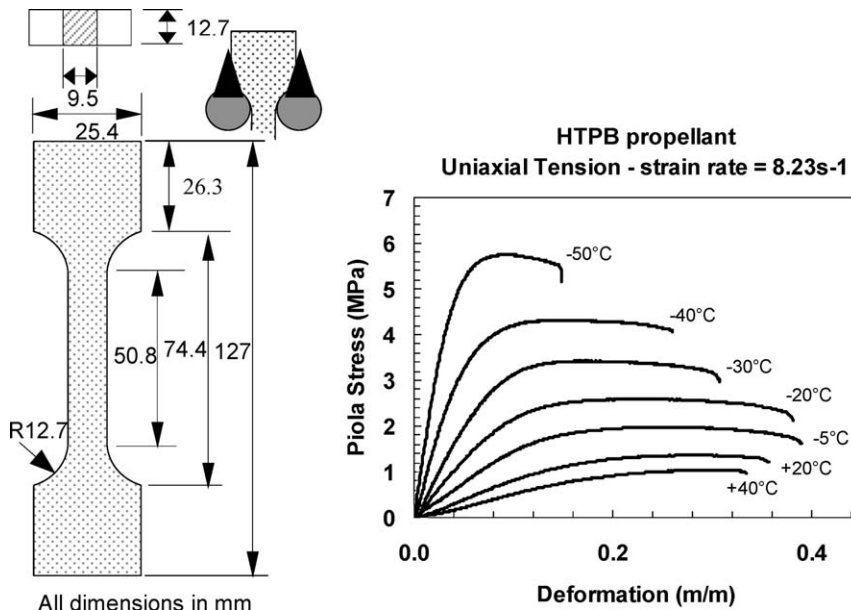 12.7
9.5
25.4
26.3
50.8
74.4
127
R12.7
All dimensions in mm
HTPB propellant
Uniaxial Tension - strain rate = 8.23s-1
Piola Stress (MPa)
7
6
5
4
3
2
1
0
-50°C
-40°C
-30°C
-20°C
-5°C
+20°C
+40°C
0.0
0.2
0.4
Deformation (m/m)